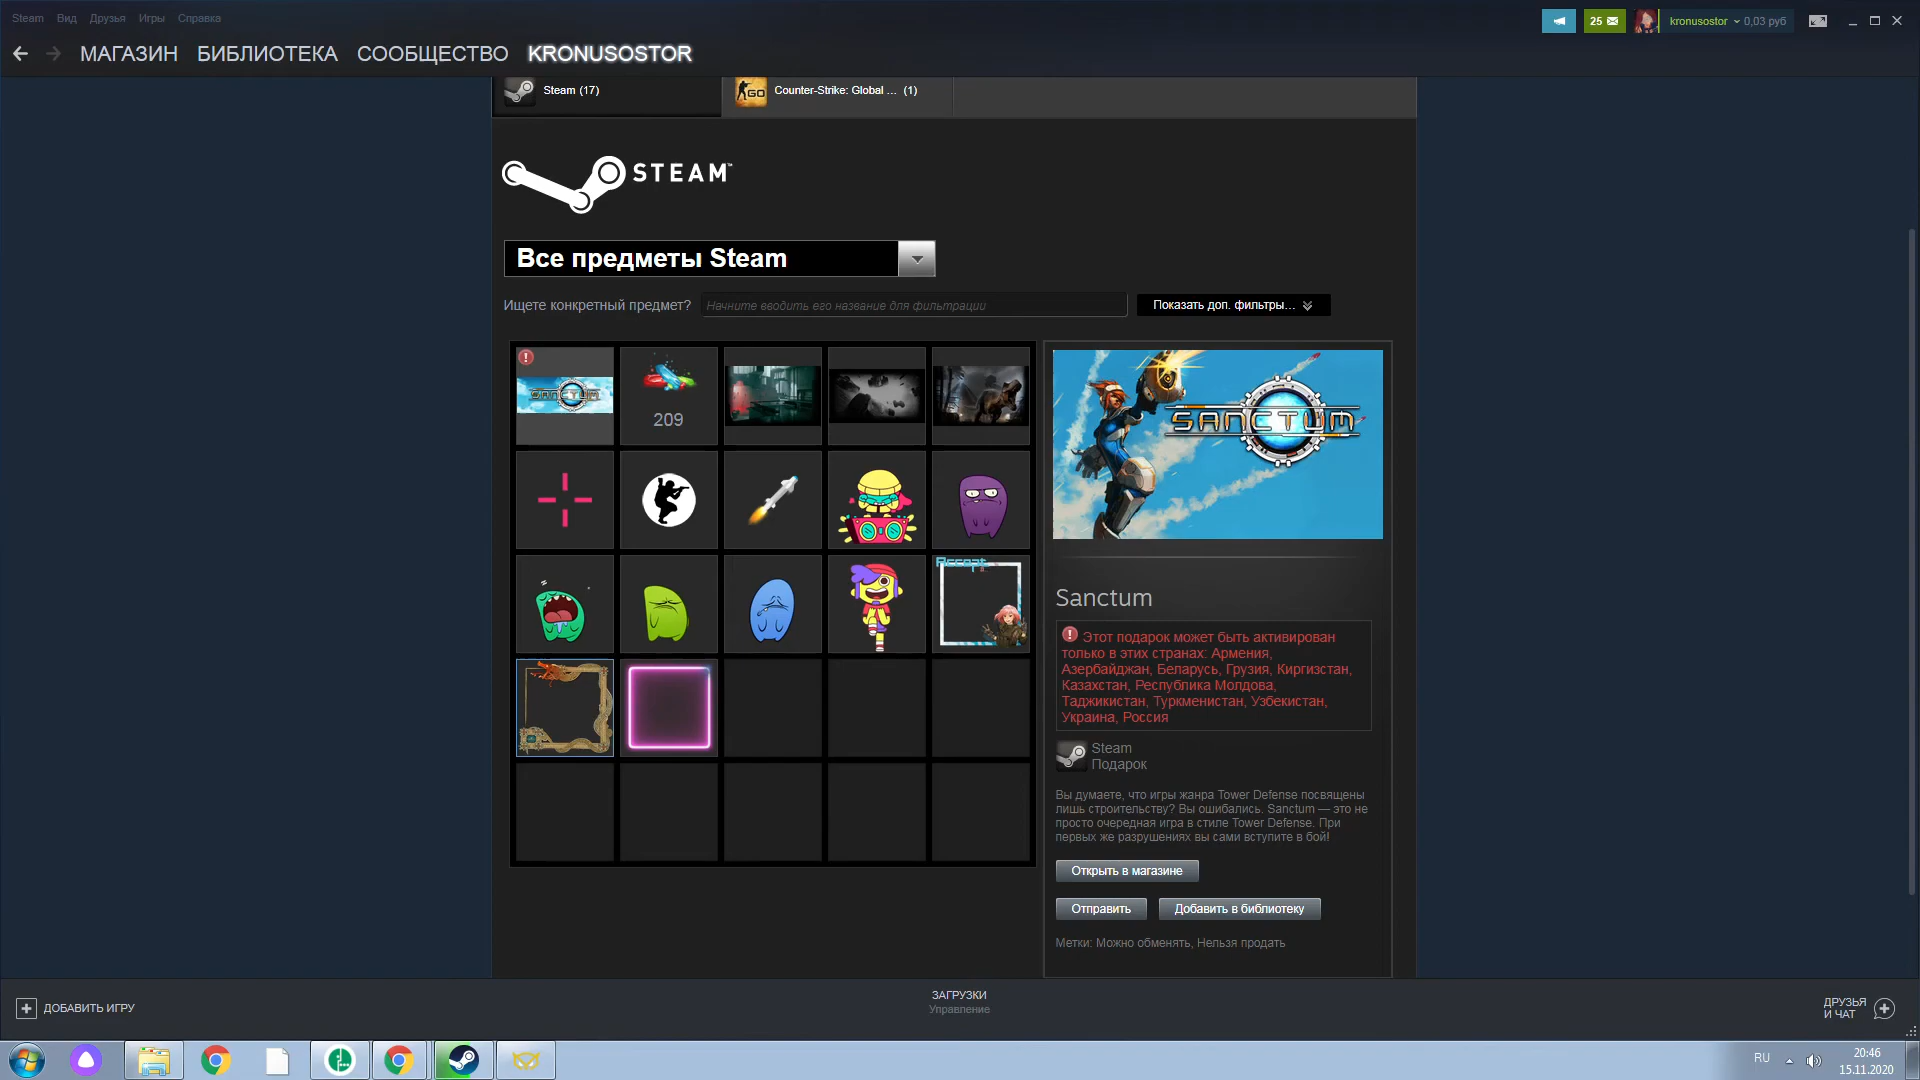 Steam Вид Друзья Игры Справка
25 kronusostor 0,03 руб
МАГАЗИН БИБЛИОТЕКА СООБЩЕСТВО KRONUSOSTOR
Steam (17) Counter-Strike: Global ... (1)
STEAM™
Все предметы Steam
Ищете конкретный предмет? Начните вводить его название для фильтрации Показать доп. фильтры...
SANCTUM
209
SANCTUM
Accept
Sanctum
Этот подарок может быть активирован
только в этих странах: Армения,
Азербайджан, Беларусь, Грузия, Киргизстан,
Казахстан, Республика Молдова,
Таджикистан, Туркменистан, Узбекистан,
Украина, Россия
Steam
Подарок
Вы думаете, что игры жанра Tower Defense посвящены
лишь строительству? Вы ошибались. Sanctum — это не
просто очередная игра в стиле Tower Defense. При
первых же разрушениях вы сами вступите в бой!
Открыть в магазине
Отправить Добавить в библиотеку
Метки: Можно обменять, Нельзя продать
ДОБАВИТЬ ИГРУ
ЗАГРУЗКИ
Управление
ДРУЗЬЯ
И ЧАТ
RU
20:46
15.11.2020